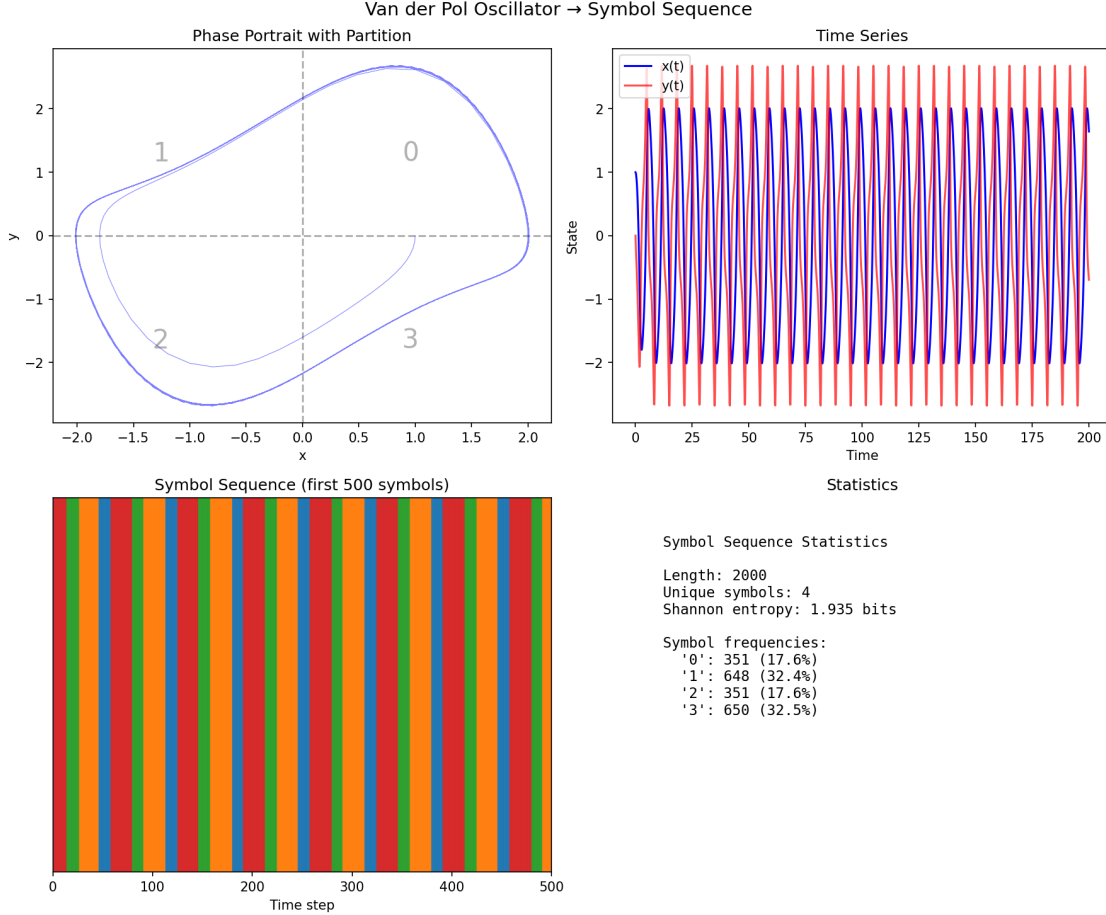 Van der Pol Oscillator → Symbol Sequence
Phase Portrait with Partition
1
0
2
3
2
1
0
−1
−2
y
−2.0 −1.5 −1.0 −0.5 0.0 0.5 1.0 1.5 2.0
x
Time Series
x(t)
y(t)
2
1
0
−1
−2
State
0 25 50 75 100 125 150 175 200
Time
Symbol Sequence (first 500 symbols)
0 100 200 300 400 500
Time step
Statistics
Symbol Sequence Statistics
Length: 2000
Unique symbols: 4
Shannon entropy: 1.935 bits
Symbol frequencies:
'0': 351 (17.6%)
'1': 648 (32.4%)
'2': 351 (17.6%)
'3': 650 (32.5%)